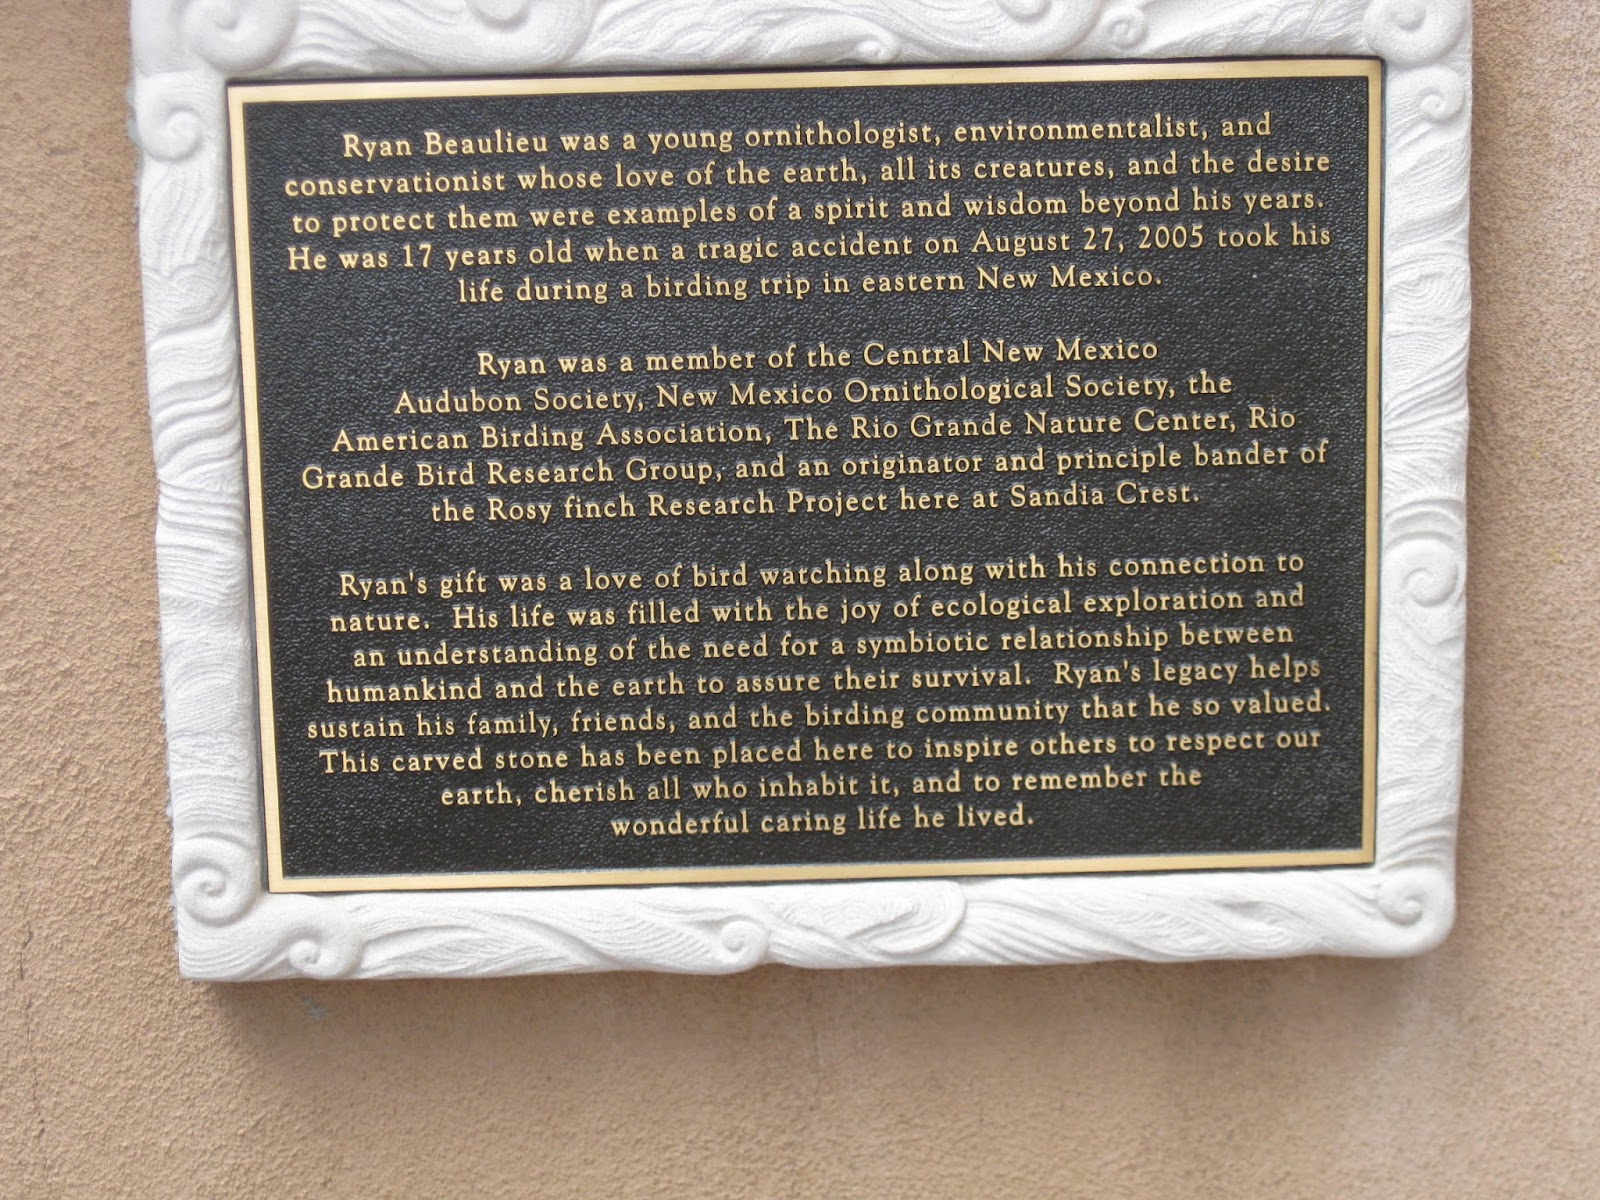 Ryan Beaulieu was a young ornithologist, environmentalist, and
conservationist whose love of the earth, all its creatures, and the desire
to protect them were examples of a spirit and wisdom beyond his years.
He was 17 years old when a tragic accident on August 27, 2005 took his
life during a birding trip in eastern New Mexico.
Ryan was a member of the Central New Mexico
Audubon Society, New Mexico Ornithological Society, the
American Birding Association, The Rio Grande Nature Center, Rio
Grande Bird Research Group, and an originator and principle bander of
the Rosy finch Research Project here at Sandia Crest.
Ryan's gift was a love of bird watching along with his connection to
nature.  His life was filled with the joy of ecological exploration and
an understanding of the need for a symbiotic relationship between
humankind and the earth to assure their survival.  Ryan's legacy helps
sustain his family, friends, and the birding community that he so valued.
This carved stone has been placed here to inspire others to respect our
earth, cherish all who inhabit it, and to remember the
wonderful caring life he lived.